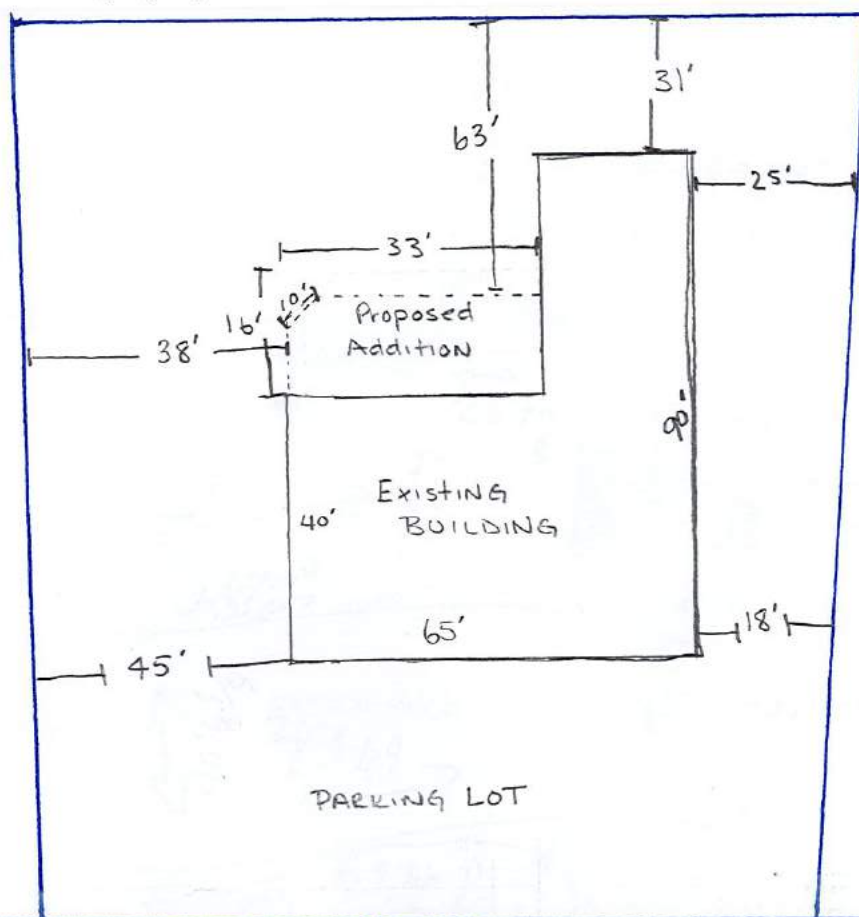 31'
63'
25'
33'
10'
Proposed
Addition
16'
38'
90'
Existing
BUILDING
40'
65'
18'
45'
PARKING LOT